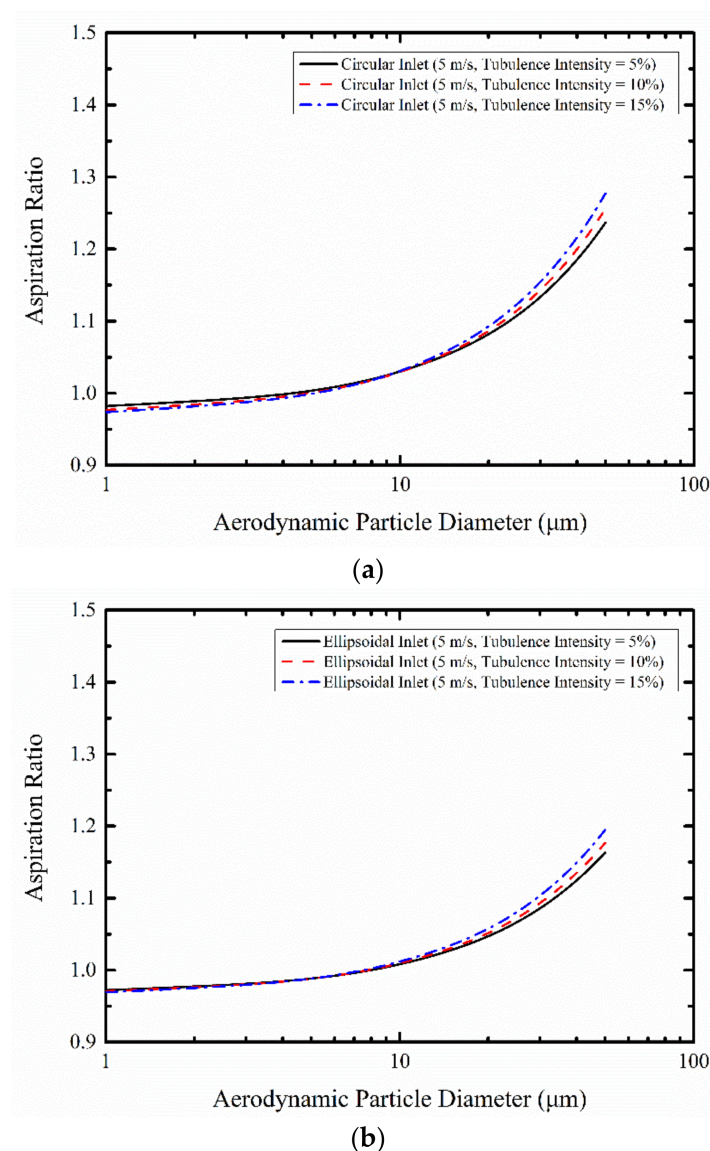 1.5
Circular Inlet (5 m/s, Tubulence Intensity = 5%)
Circular Inlet (5 m/s, Tubulence Intensity = 10%)
Circular Inlet (5 m/s, Tubulence Intensity = 15%)
1.4
1.3
1.2
1.1
1.0
0.9
Aspiration Ratio
1
10
100
Aerodynamic Particle Diameter (μm)
(a)
1.5
Ellipsoidal Inlet (5 m/s, Tubulence Intensity = 5%)
Ellipsoidal Inlet (5 m/s, Tubulence Intensity = 10%)
Ellipsoidal Inlet (5 m/s, Tubulence Intensity = 15%)
1.4
1.3
1.2
1.1
1.0
0.9
Aspiration Ratio
1
10
100
Aerodynamic Particle Diameter (μm)
(b)